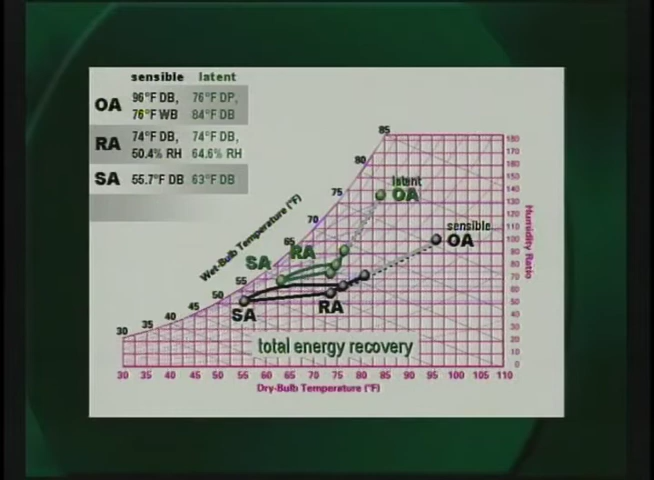 sensible latent
OA 96°F DB, 76°F DP,
76°F WB 84°F DB
RA 74°F DB, 74°F DB,
50.4% RH 64.6% RH
SA 55.7°F DB 63°F DB
85
80
75
70
65
55
50
45
40
35
30
Wet-Bulb Temperature (°F)
latent
OA
sensible
OA
SA
RA
SA
RA
180
170
160
150
140
130
120
110
100
90
80
70
60
50
40
30
20
10
0
Humidity Ratio
total energy recovery
30 35 40 45 50 55 60 65 70 75 80 85 90 95 100 105 110
Dry-Bulb Temperature (°F)